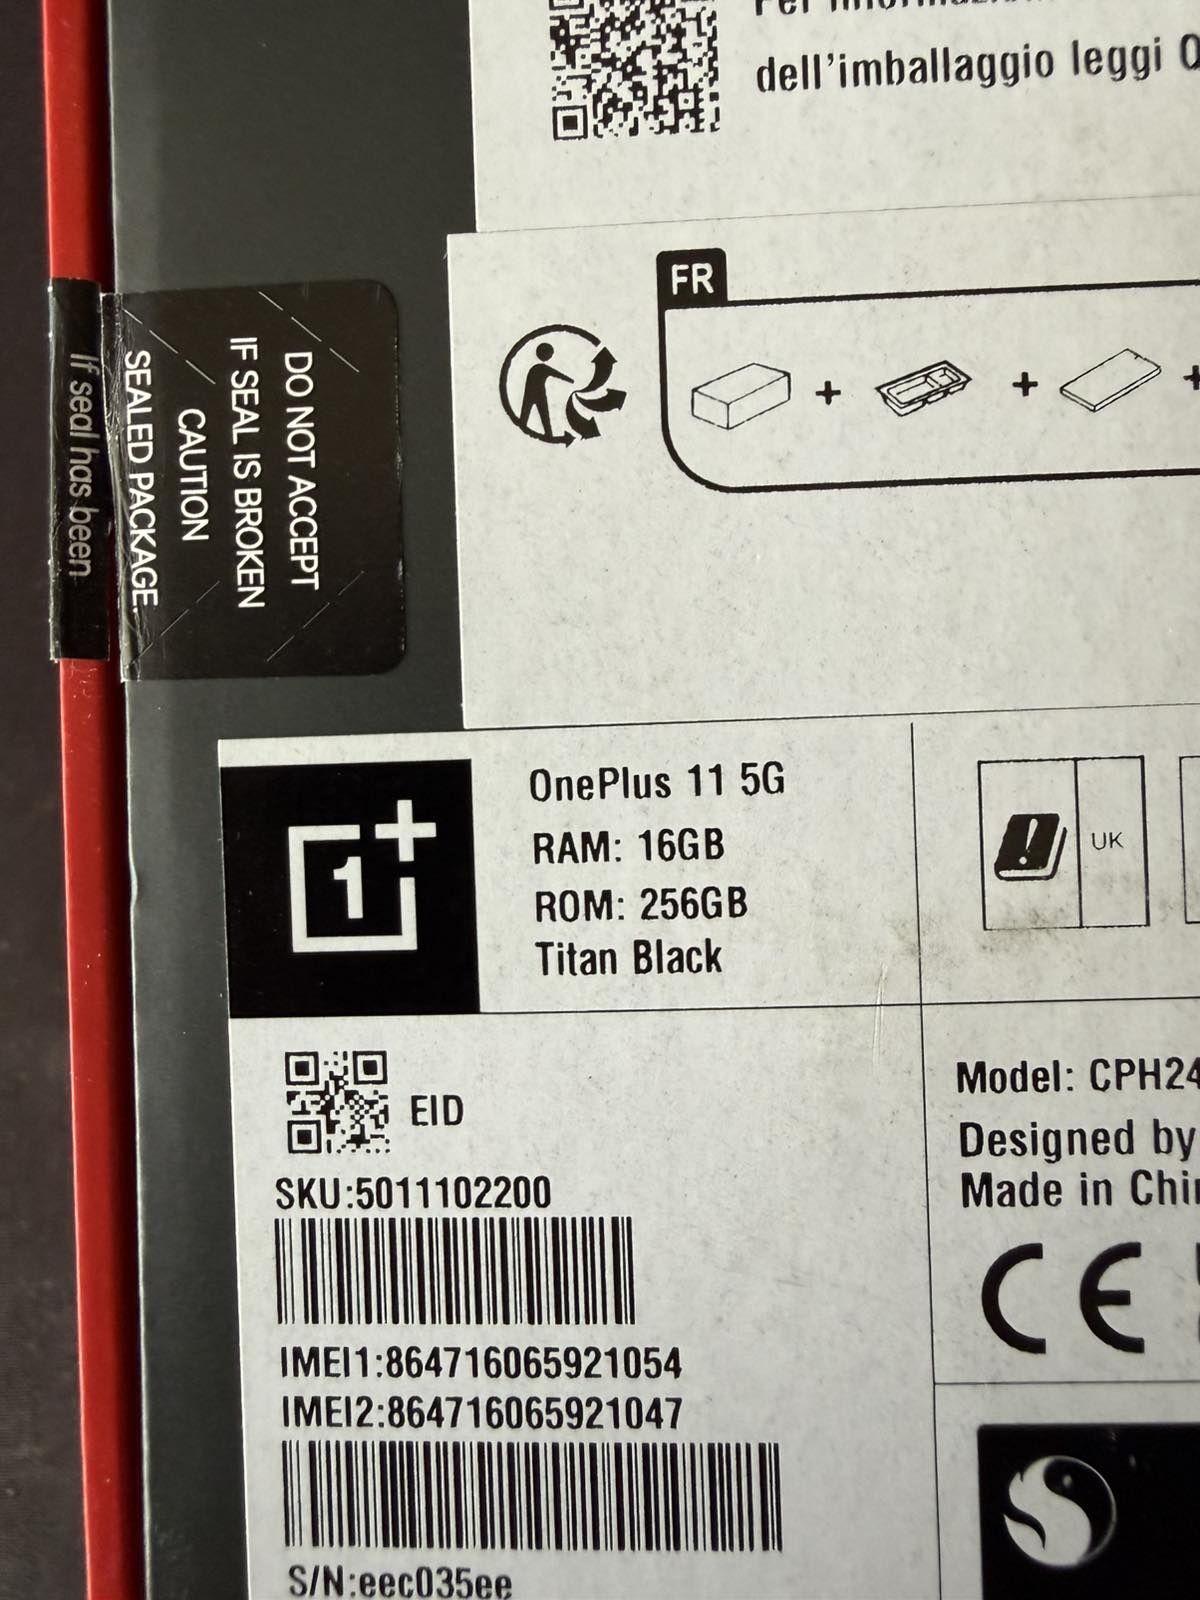 dell'imballaggio leggi Q
FR
+ + +
If seal has been
SEALED PACKAGE.
CAUTION
IF SEAL IS BROKEN
DO NOT ACCEPT
1+
OnePlus 11 5G
RAM: 16GB
ROM: 256GB
Titan Black
UK
EID
SKU:5011102200
IMEI1:864716065921054
IMEI2:864716065921047
S/N:eec035ee
Model: CPH24
Designed by
Made in Chi
CE